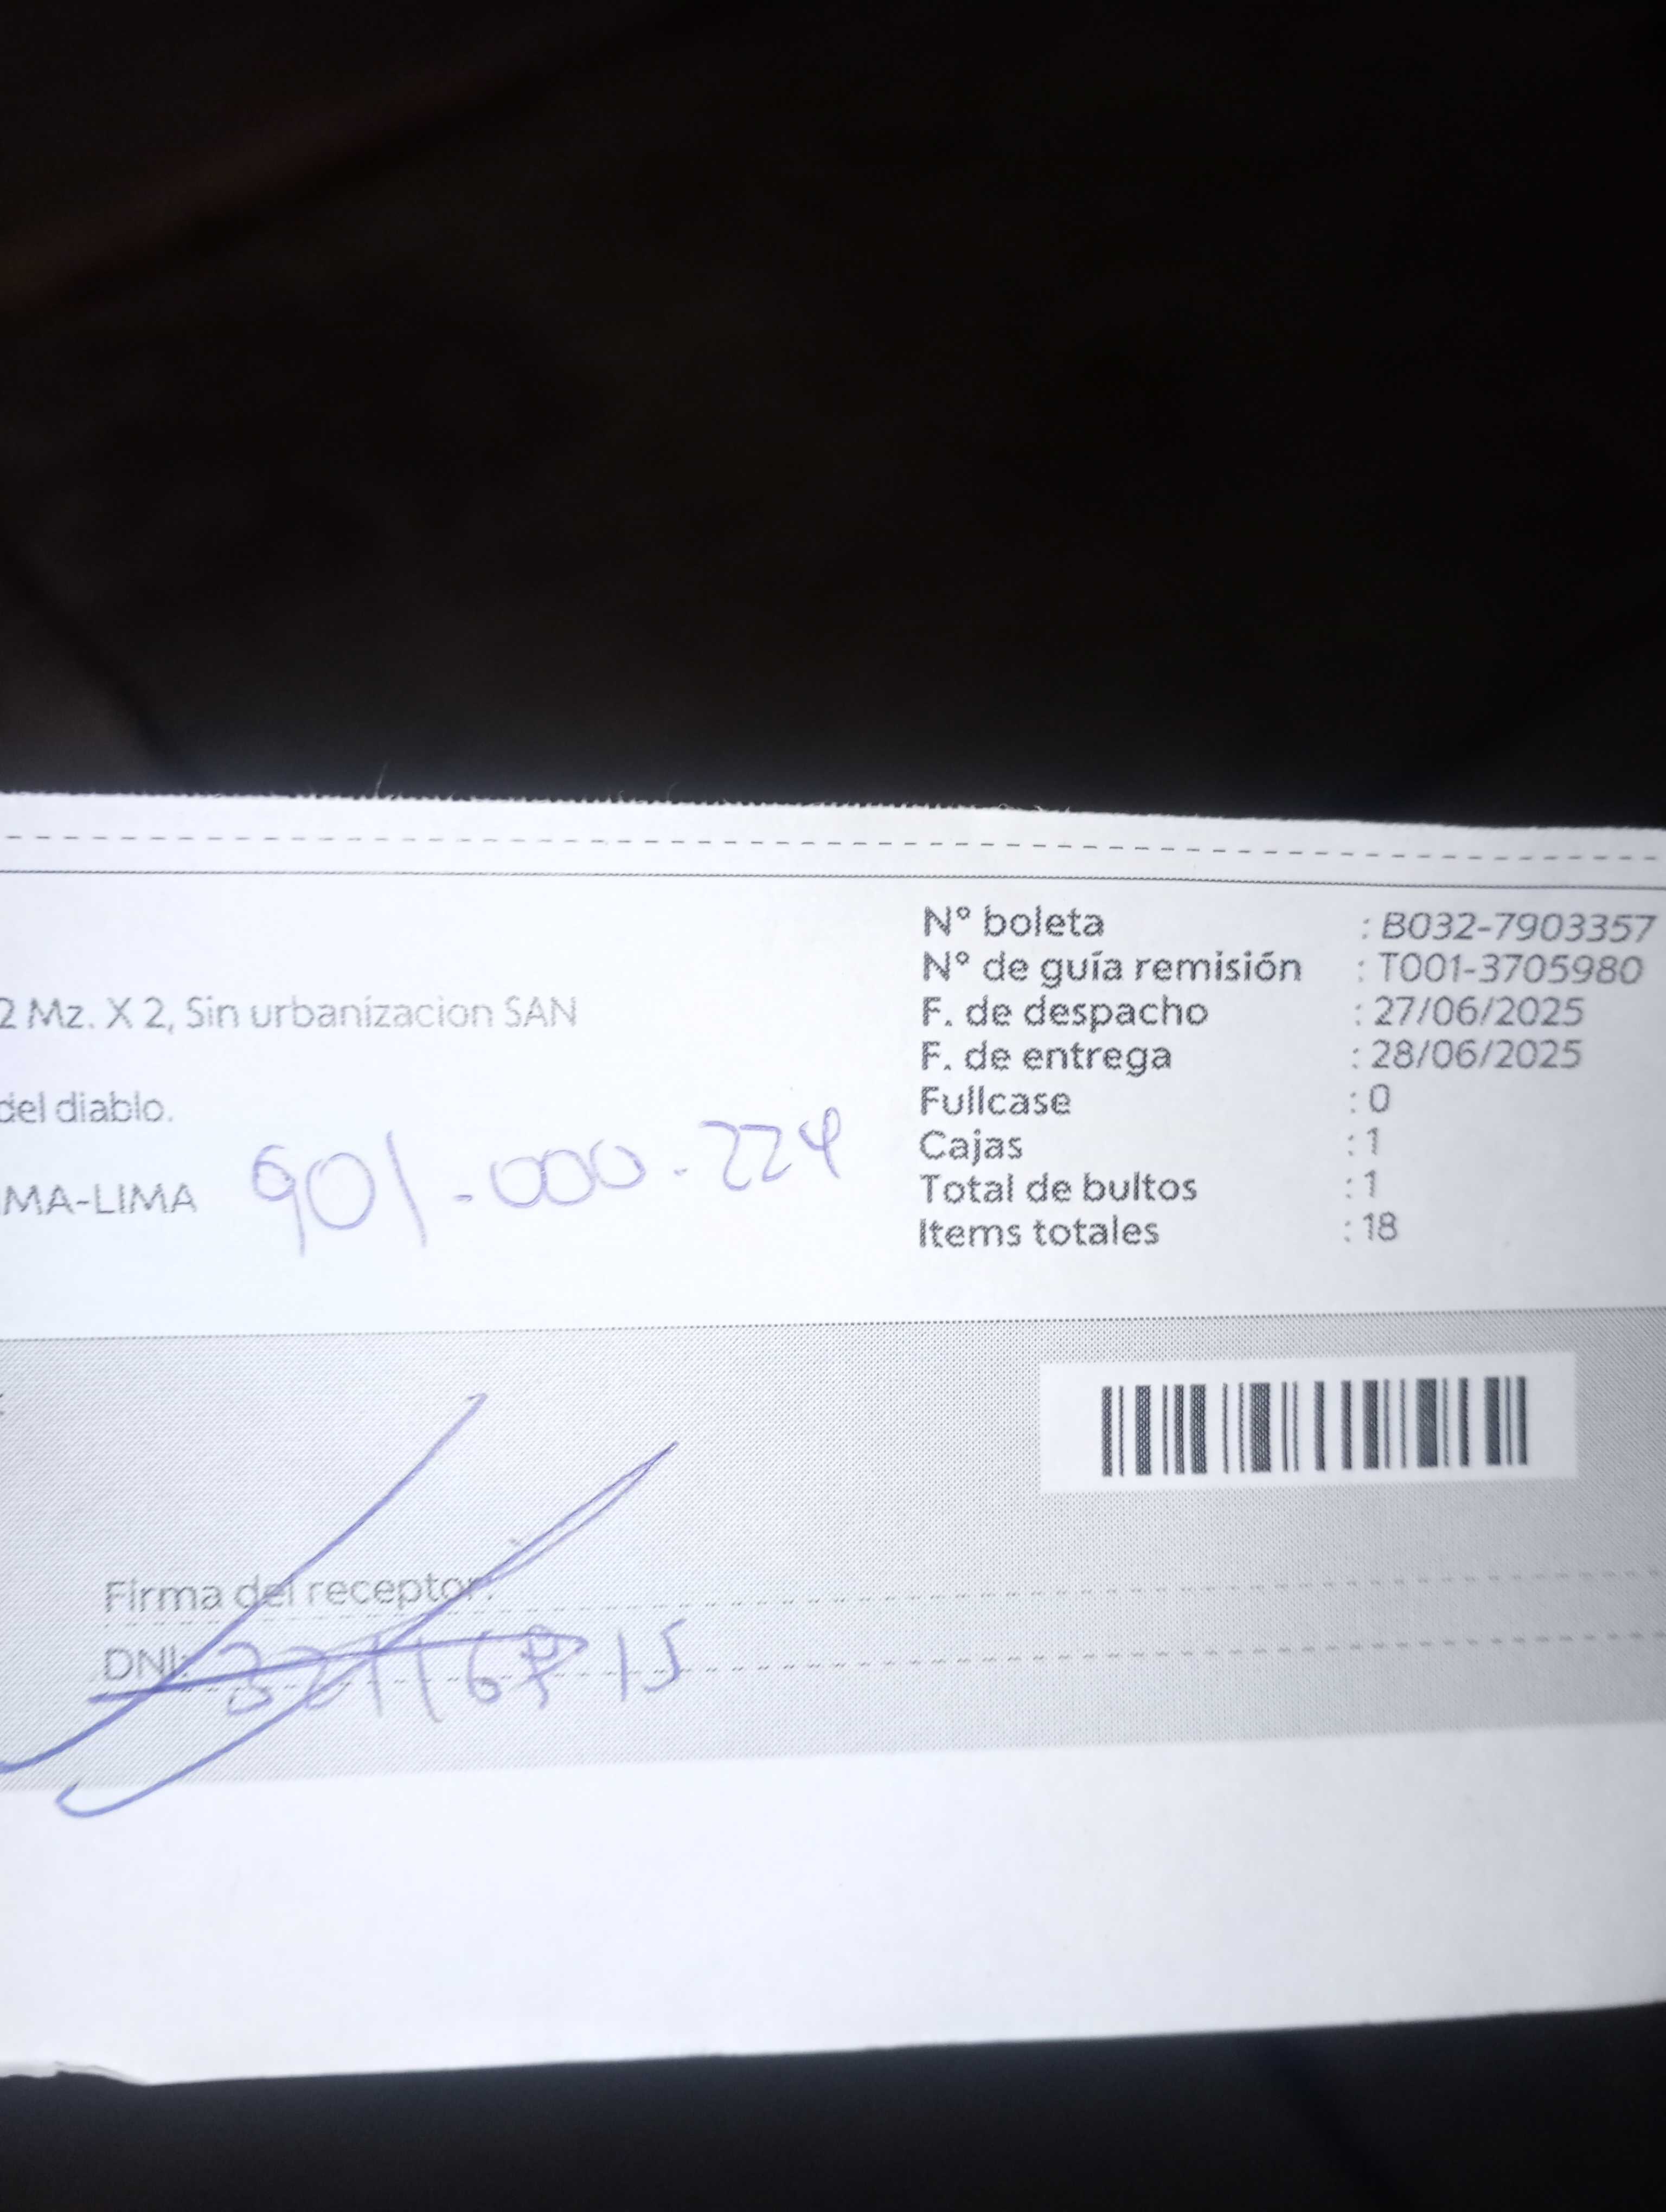 2 Mz. X 2, Sin urbanizacion SAN
del diablo.
MA-LIMA
901-000-224
N° boleta : B032-7903357
N° de guía remisión : T001-3705980
F. de despacho : 27/06/2025
F. de entrega : 28/06/2025
Fullcase : 0
Cajas : 1
Total de bultos : 1
Items totales : 18
Firma del receptor:
DNI: